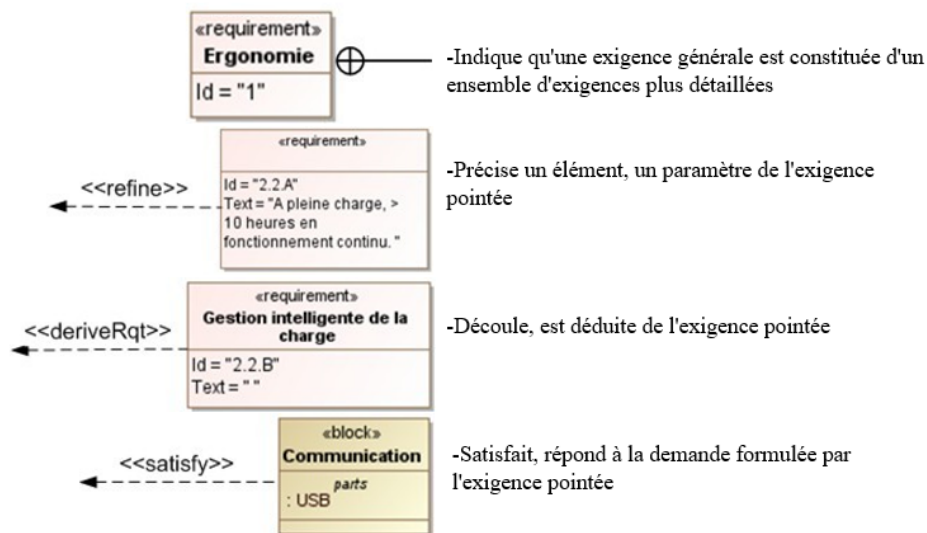 «requirement»
Ergonomie
Id = "1"
-Indique qu'une exigence générale est constituée d'un
ensemble d'exigences plus détaillées
<<refine>>
«requirement»
Id = "2.2.A"
Text = "A pleine charge, >
10 heures en
fonctionnement continu. "
-Précise un élément, un paramètre de l'exigence
pointée
<<deriveRqt>>
«requirement»
Gestion intelligente de la
charge
Id = "2.2.B"
Text = " "
-Découle, est déduite de l'exigence pointée
<<satisfy>>
«block»
Communication
parts
: USB
-Satisfait, répond à la demande formulée par
l'exigence pointée